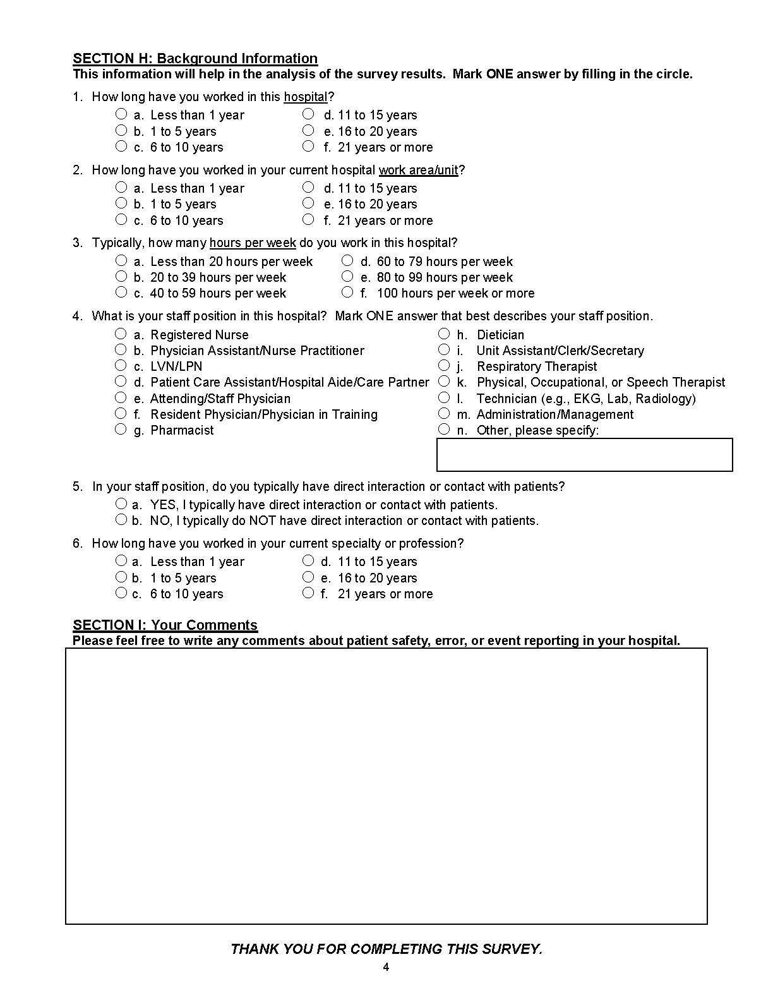 SECTION H: Background Information
This information will help in the analysis of the survey results.  Mark ONE answer by filling in the circle.
1. How long have you worked in this hospital?
a. Less than 1 year d. 11 to 15 years
b. 1 to 5 years e. 16 to 20 years
c. 6 to 10 years f. 21 years or more
2. How long have you worked in your current hospital work area/unit?
a. Less than 1 year d. 11 to 15 years
b. 1 to 5 years e. 16 to 20 years
c. 6 to 10 years f. 21 years or more
3. Typically, how many hours per week do you work in this hospital?
a. Less than 20 hours per week d. 60 to 79 hours per week
b. 20 to 39 hours per week e. 80 to 99 hours per week
c. 40 to 59 hours per week f. 100 hours per week or more
4. What is your staff position in this hospital?  Mark ONE answer that best describes your staff position.
a. Registered Nurse h. Dietician
b. Physician Assistant/Nurse Practitioner i. Unit Assistant/Clerk/Secretary
c. LVN/LPN j. Respiratory Therapist
d. Patient Care Assistant/Hospital Aide/Care Partner k. Physical, Occupational, or Speech Therapist
e. Attending/Staff Physician l. Technician (e.g., EKG, Lab, Radiology)
f. Resident Physician/Physician in Training m. Administration/Management
g. Pharmacist n. Other, please specify:
5. In your staff position, do you typically have direct interaction or contact with patients?
a. YES, I typically have direct interaction or contact with patients.
b. NO, I typically do NOT have direct interaction or contact with patients.
6. How long have you worked in your current specialty or profession?
a. Less than 1 year d. 11 to 15 years
b. 1 to 5 years e. 16 to 20 years
c. 6 to 10 years f. 21 years or more
SECTION I: Your Comments
Please feel free to write any comments about patient safety, error, or event reporting in your hospital.
THANK YOU FOR COMPLETING THIS SURVEY.
4